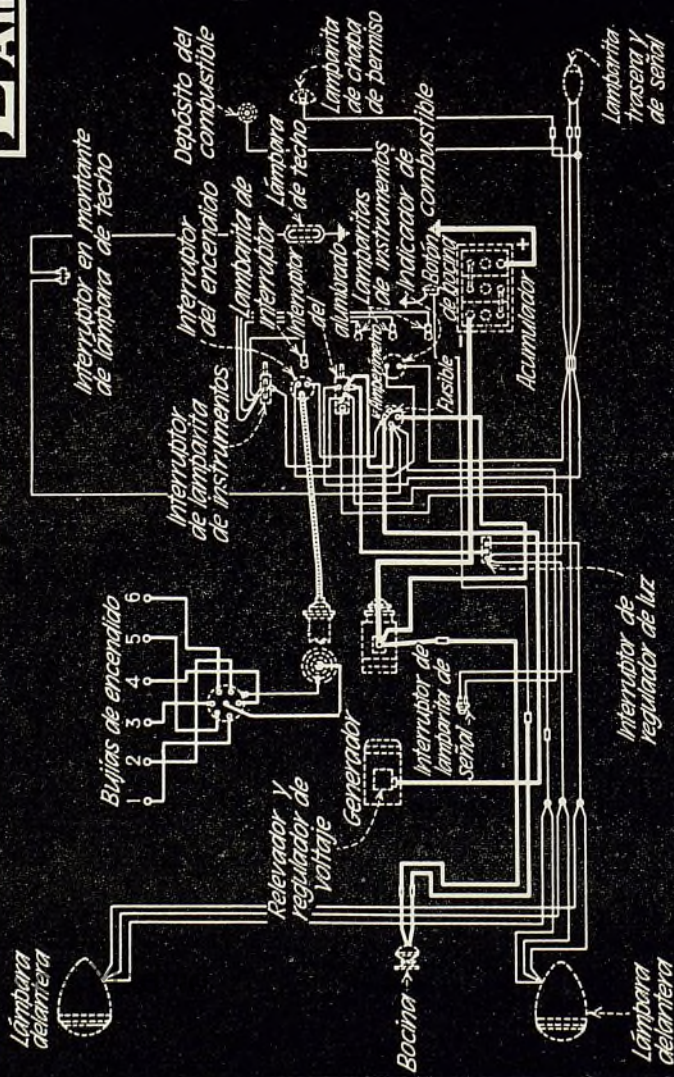 Interruptor en montante
de lámpara de techo
Depósito del
combustible
Lamparita
de chapa
de permiso
Lámpara
de techo
Interruptor
del encendito
Lamparita de
interruptor
Interruptor
del
alumbrado
Lamparitas
de instrumentos
Indicador de
combustible
Botón
de bocina
Interruptor
de lamparita
de instrumentos
Amperímetro
Fusible
Acumulador
+
Lamparita
trasera y
de señal
Bujías de encendido
1 2 3 4 5 6
Relevador y
regulador de
voltaje
Generador
Interruptor de
lamparita de
señal
Interruptor de
regulador de luz
Lámpara
delantera
Bocina
Lámpara
delantera